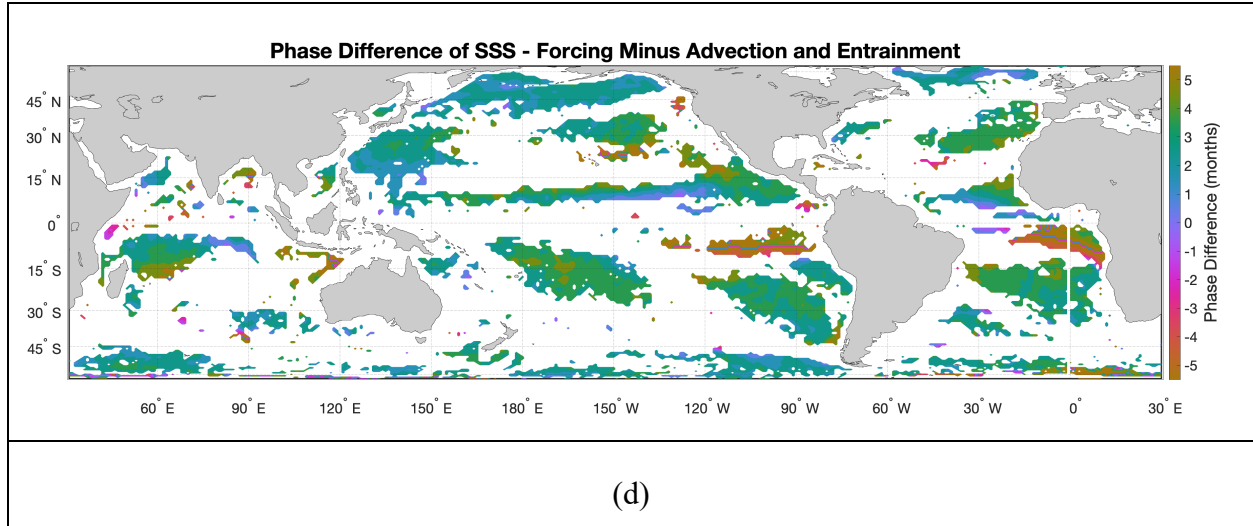 Phase Difference of SSS - Forcing Minus Advection and Entrainment
45° N
30° N
15° N
0°
15° S
30° S
45° S
60° E
90° E
120° E
150° E
180° E
150° W
120° W
90° W
60° W
30° W
0°
30° E
5
4
3
2
1
0
-1
-2
-3
-4
-5
Phase Difference (months)
(d)